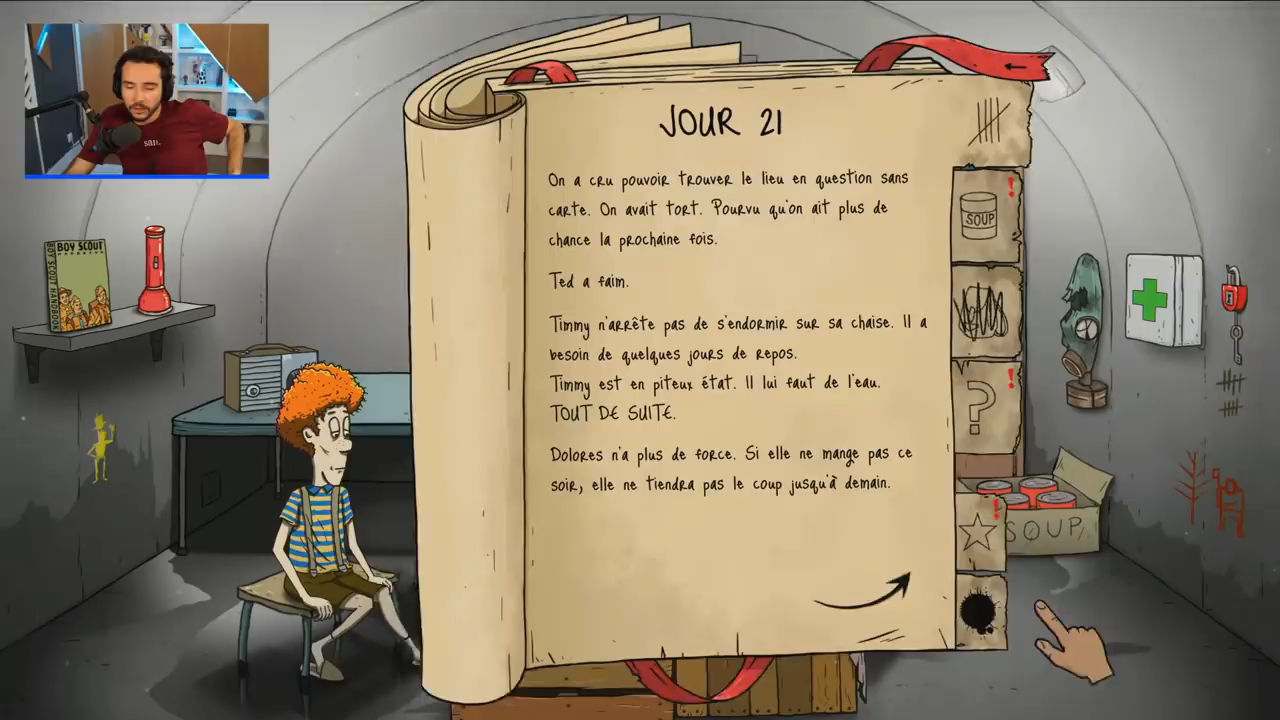 JOUR 21
On a cru pouvoir trouver le lieu en question sans
carte. On avait tort. Pourvu qu'on ait plus de
chance la prochaine fois.
Ted a faim.
Timmy n'arrête pas de s'endormir sur sa chaise. Il a
besoin de quelques jours de repos.
Timmy est en piteux état. Il lui faut de l'eau.
TOUT DE SUITE.
Dolores n'a plus de force. Si elle ne mange pas ce
soir, elle ne tiendra pas le coup jusqu'à demain.
SOUP
!
!
?
!
SOUP
BOY SCOUT
BOY SCOUT HANDBOOK